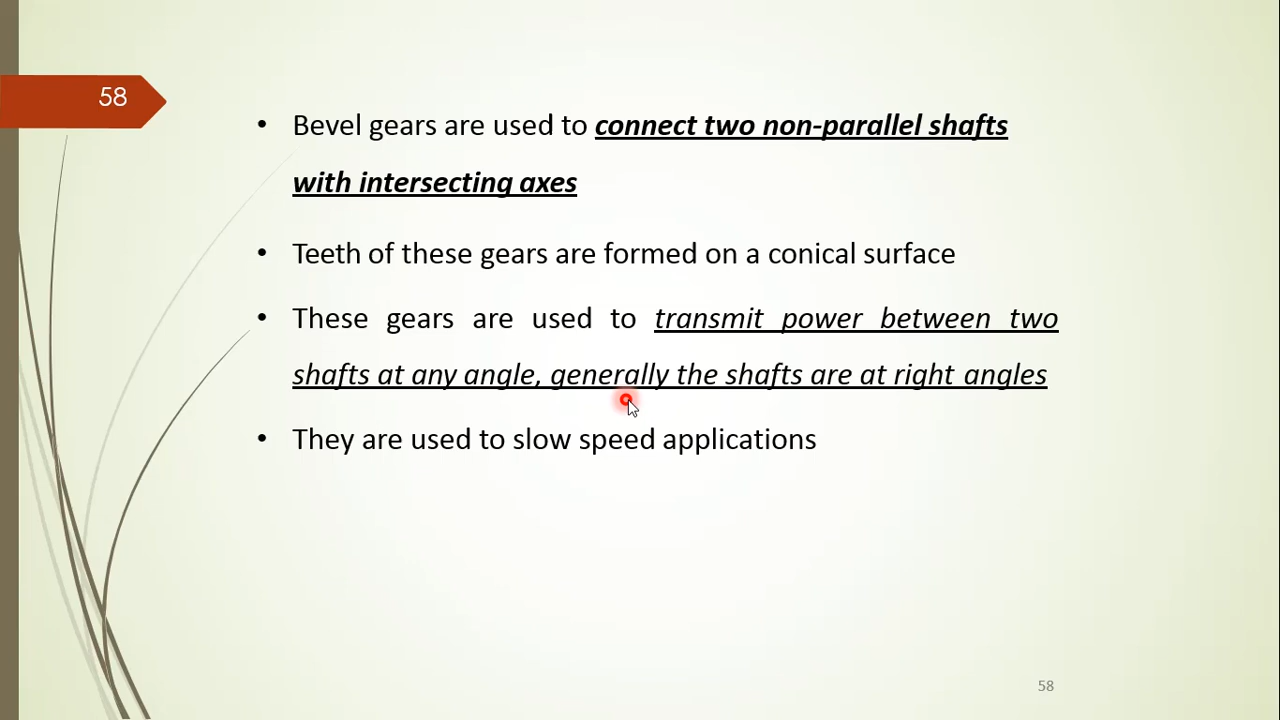 58
• Bevel gears are used to connect two non-parallel shafts
with intersecting axes
• Teeth of these gears are formed on a conical surface
• These gears are used to transmit power between two
shafts at any angle, generally the shafts are at right angles
• They are used to slow speed applications
58